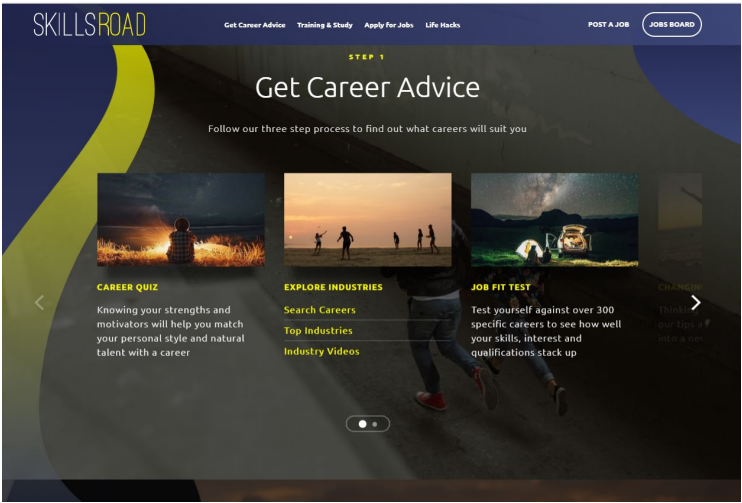 SKILLSROAD
Get Career Advice Training & Study Apply for Jobs Life Hacks POST A JOB JOBS BOARD
STEP 1
Get Career Advice
Follow our three step process to find out what careers will suit you
CAREER QUIZ
Knowing your strengths and
motivators will help you match
your personal style and natural
talent with a career
EXPLORE INDUSTRIES
Search Careers
Top Industries
Industry Videos
JOB FIT TEST
Test yourself against over 300
specific careers to see how well
your skills, interest and
qualifications stack up
our tips